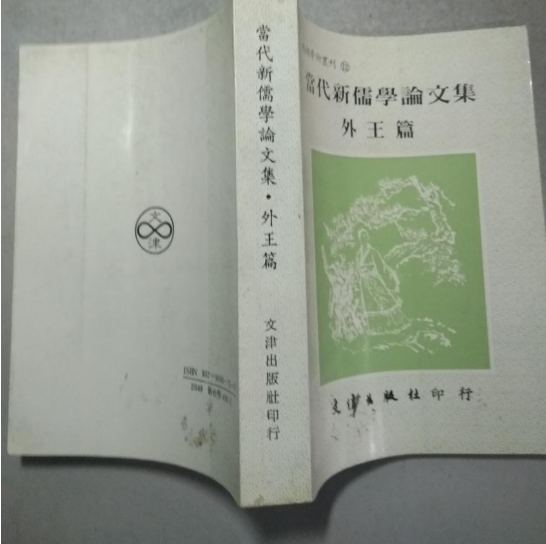 當代新儒學論文集
外王篇
文津出版社印行
當代新儒學論文集・外王篇
文津出版社印行
文津
ISBN